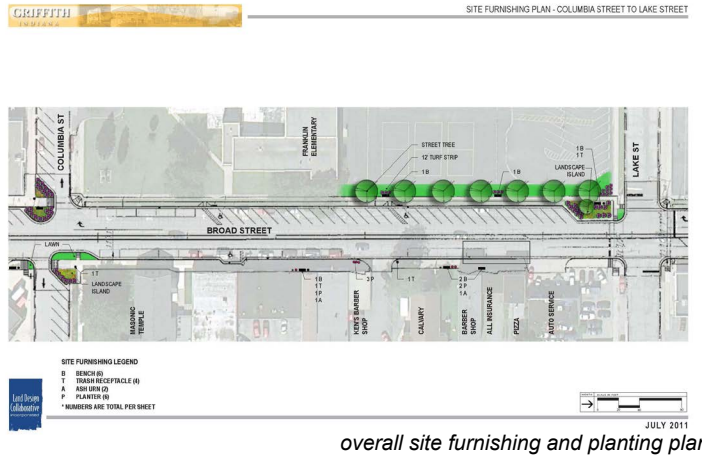 GRIFFITH
INDIANA
SITE FURNISHING PLAN - COLUMBIA STREET TO LAKE STREET
COLUMBIA ST
FRANKLIN
ELEMENTARY
STREET TREE
12' TURF STRIP
1 B
1 B
1 B
1 T
LANDSCAPE
ISLAND
LAKE ST
BROAD STREET
LAWN
1 T
LANDSCAPE
ISLAND
MASONIC
TEMPLE
1 B
1 T
1 P
1 A
2 P
KEN'S BARBER
SHOP
1 T
CALVARY
2 B
2 P
1 A
BARBER
SHOP
ALL INSURANCE
PIZZA
AUTO SERVICE
SITE FURNISHING LEGEND
B BENCH (6)
T TRASH RECEPTACLE (4)
A ASH URN (2)
P PLANTER (6)
* NUMBERS ARE TOTAL PER SHEET
Land Design
Collaborative
JULY 2011
overall site furnishing and planting plan